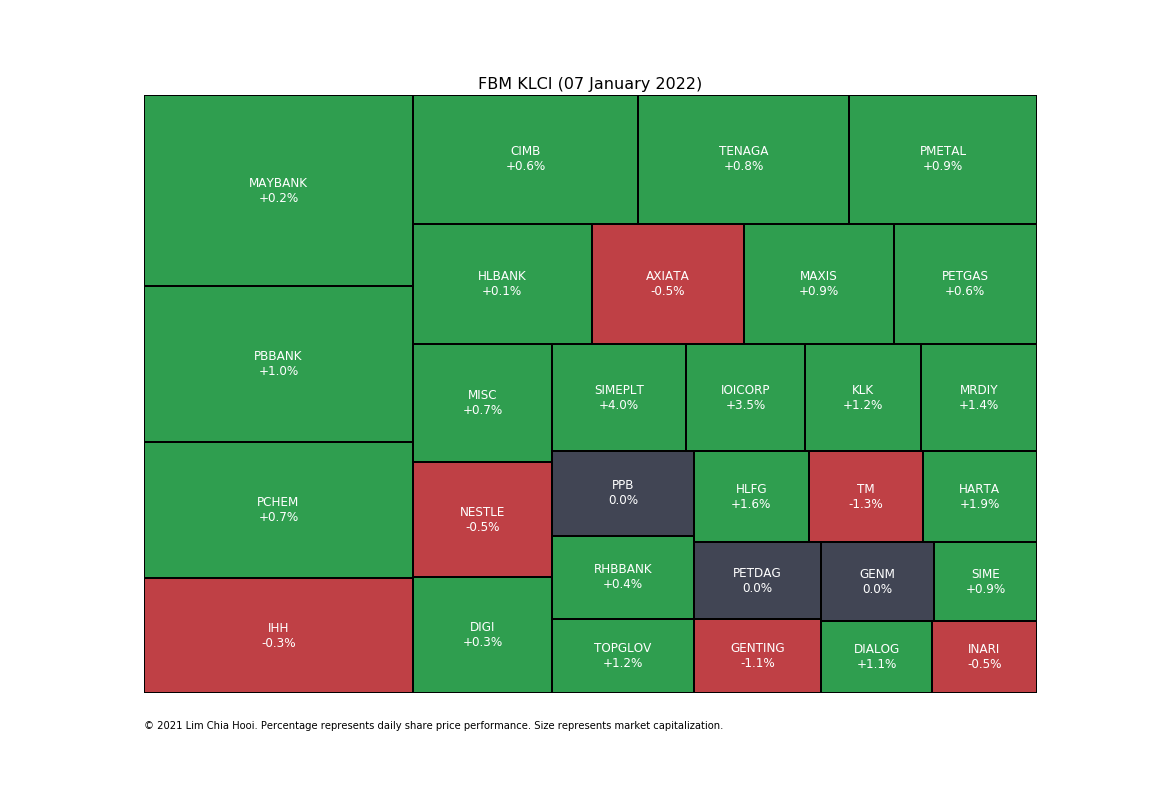 FBM KLCI (07 January 2022)
MAYBANK
+0.2%
PBBANK
+1.0%
PCHEM
+0.7%
IHH
-0.3%
CIMB
+0.6%
TENAGA
+0.8%
PMETAL
+0.9%
HLBANK
+0.1%
AXIATA
-0.5%
MAXIS
+0.9%
PETGAS
+0.6%
MISC
+0.7%
NESTLE
-0.5%
DIGI
+0.3%
SIMEPLT
+4.0%
IOICORP
+3.5%
KLK
+1.2%
MRDIY
+1.4%
PPB
0.0%
RHBBANK
+0.4%
TOPGLOV
+1.2%
HLFG
+1.6%
TM
-1.3%
HARTA
+1.9%
PETDAG
0.0%
GENM
0.0%
SIME
+0.9%
GENTING
-1.1%
DIALOG
+1.1%
INARI
-0.5%
© 2021 Lim Chia Hooi. Percentage represents daily share price performance. Size represents market capitalization.